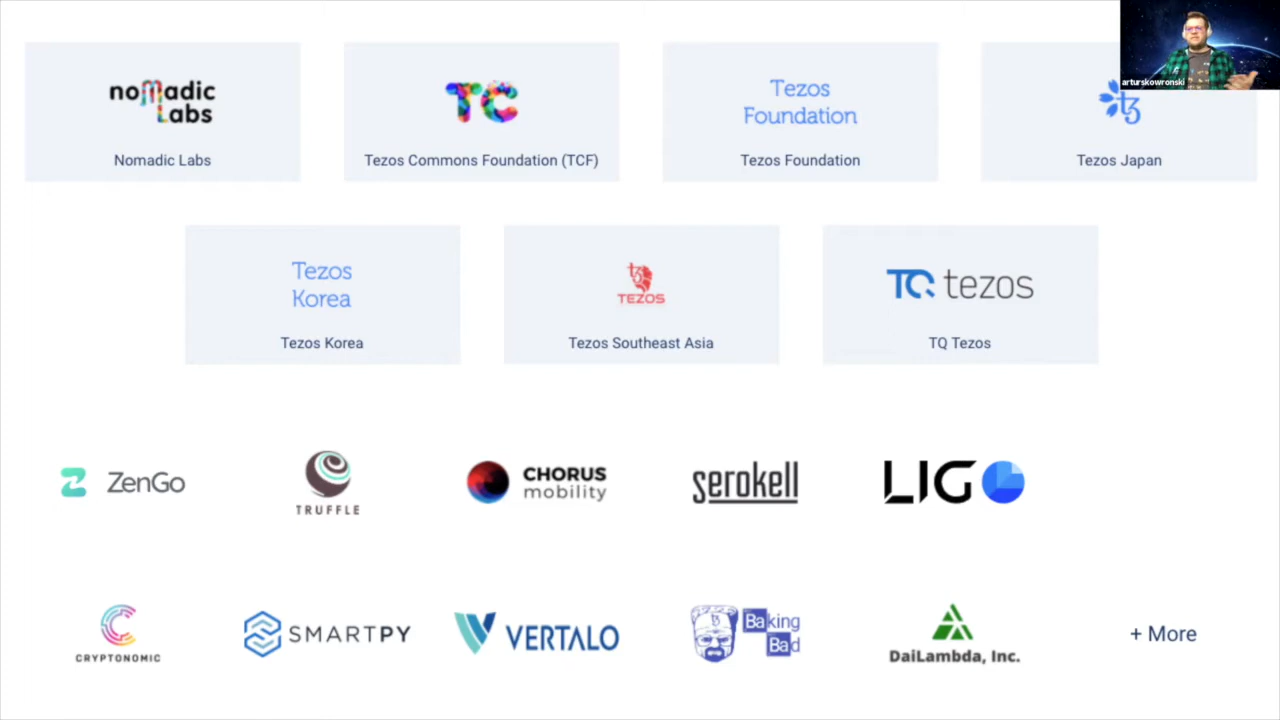 noMadic
Labs
Nomadic Labs
TC
Tezos Commons Foundation (TCF)
Tezos
Foundation
Tezos Foundation
arturskowronski
Tezos Japan
Tezos
Korea
Tezos Korea
TEZOS
Tezos Southeast Asia
TQ tezos
TQ Tezos
ZenGo
TRUFFLE
CHORUS
mobility
serokell
LIGO
CRYPTONOMIC
SMARTPY
VERTALO
Baking
Bad
DaiLambda, Inc.
+ More